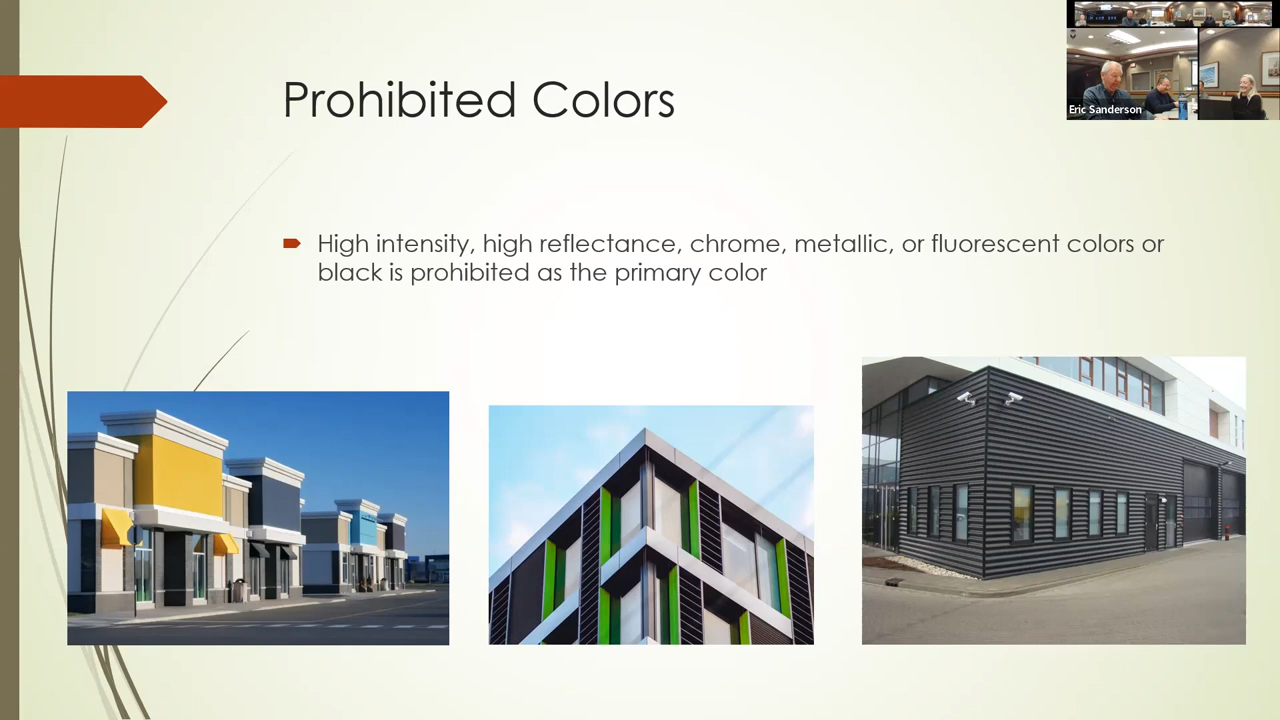 Prohibited Colors
Eric Sanderson
High intensity, high reflectance, chrome, metallic, or fluorescent colors or
black is prohibited as the primary color